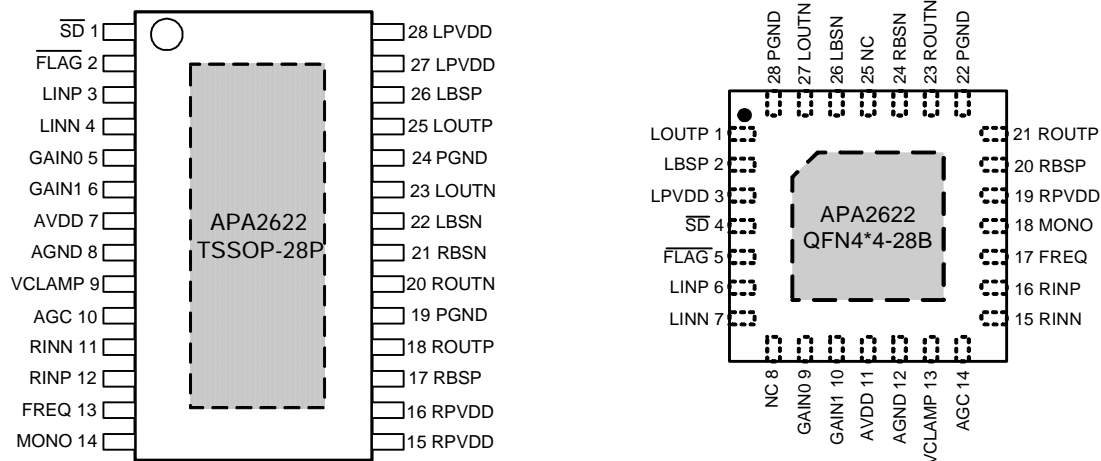 SD 1
FLAG 2
LINP 3
LINN 4
GAIN0 5
GAIN1 6
AVDD 7
AGND 8
VCLAMP 9
AGC 10
RINN 11
RINP 12
FREQ 13
MONO 14
APA2622
TSSOP-28P
28 LPVDD
27 LPVDD
26 LBSP
25 LOUTP
24 PGND
23 LOUTN
22 LBSN
21 RBSN
20 ROUTN
19 PGND
18 ROUTP
17 RBSP
16 RPVDD
15 RPVDD
28 PGND
27 LOUTN
26 LBSN
25 NC
24 RBSN
23 ROUTN
22 PGND
LOUTP 1
LBSP 2
LPVDD 3
SD 4
FLAG 5
LINP 6
LINN 7
APA2622
QFN4*4-28B
21 ROUTP
20 RBSP
19 RPVDD
18 MONO
17 FREQ
16 RINP
15 RINN
NC 8
GAIN0 9
GAIN1 10
AVDD 11
AGND 12
VCLAMP 13
AGC 14